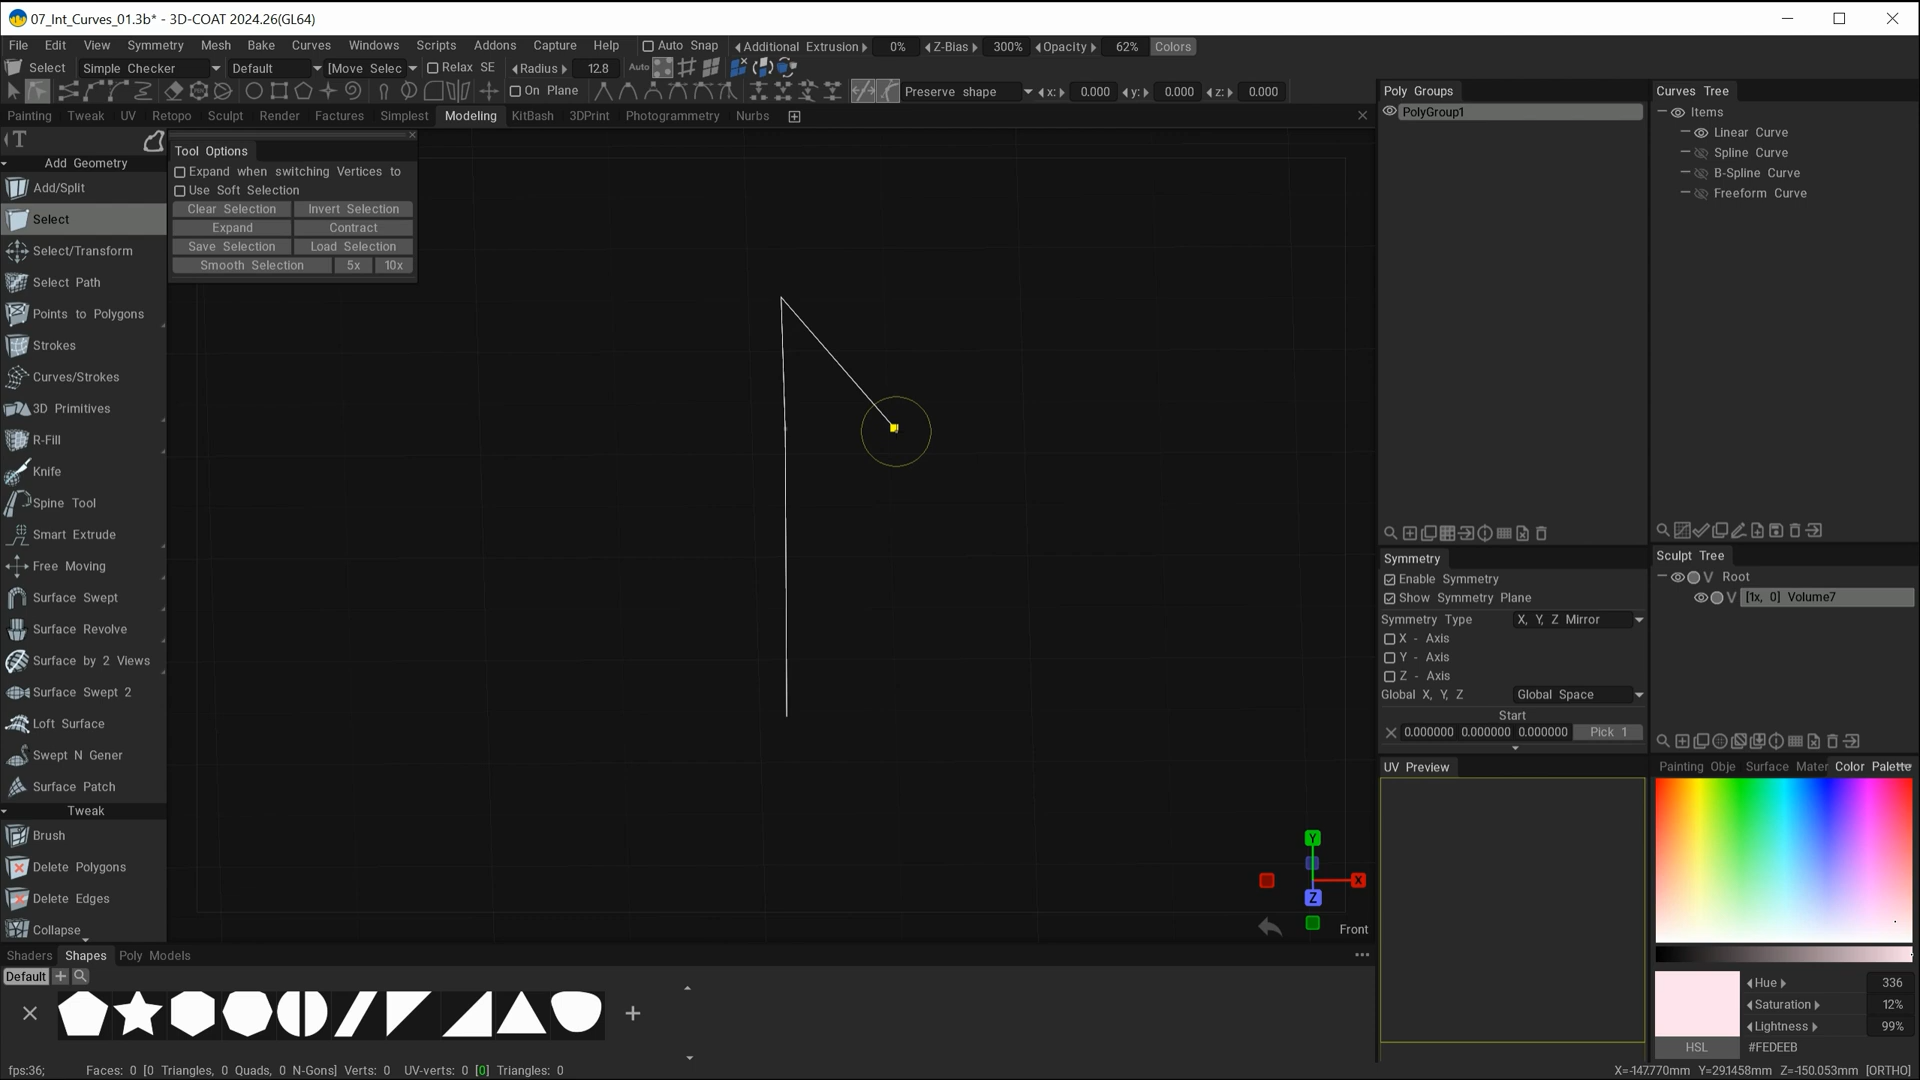 07_Int_Curves_01.3b* - 3D-COAT 2024.26(GL64)
File Edit View Symmetry Mesh Bake Curves Windows Scripts Addons Capture Help Auto Snap Additional Extrusion 0% Z-Bias 300% Opacity 62% Colors
Select Simple Checker Default [Move Selec Relax SE Radius 12.8 Auto
On Plane Preserve shape x: 0.000 y: 0.000 z: 0.000
Painting Tweak UV Retopo Sculpt Render Factures Simplest Modeling KitBash 3DPrint Photogrammetry Nurbs
T
Add Geometry
Add/Split
Select
Select/Transform
Select Path
Points to Polygons
Strokes
Curves/Strokes
3D Primitives
R-Fill
Knife
Spine Tool
Smart Extrude
Free Moving
Surface Swept
Surface Revolve
Surface by 2 Views
Surface Swept 2
Loft Surface
Swept N Gener
Surface Patch
Tweak
Brush
Delete Polygons
Delete Edges
Collapse
Tool Options
Expand when switching Vertices to
Use Soft Selection
Clear Selection Invert Selection
Expand Contract
Save Selection Load Selection
Smooth Selection 5x 10x
Y
X
Z
Front
Poly Groups
PolyGroup1
Curves Tree
Items
Linear Curve
Spline Curve
B-Spline Curve
Freeform Curve
Symmetry
Enable Symmetry
Show Symmetry Plane
Symmetry Type X, Y, Z Mirror
X - Axis
Y - Axis
Z - Axis
Global X, Y, Z Global Space
Start
0.000000 0.000000 0.000000 Pick 1
Sculpt Tree
V Root
V [1x, 0] Volume7
UV Preview
Painting Obje Surface Mater Color Palette
Hue 336
Saturation 12%
Lightness 99%
HSL #FEDEEB
Shaders Shapes Poly Models
Default
fps:36; Faces: 0 [0 Triangles, 0 Quads, 0 N-Gons] Verts: 0 UV-verts: 0 [0] Triangles: 0
X=-147.770mm Y=29.1458mm Z=-150.053mm [ORTHO]